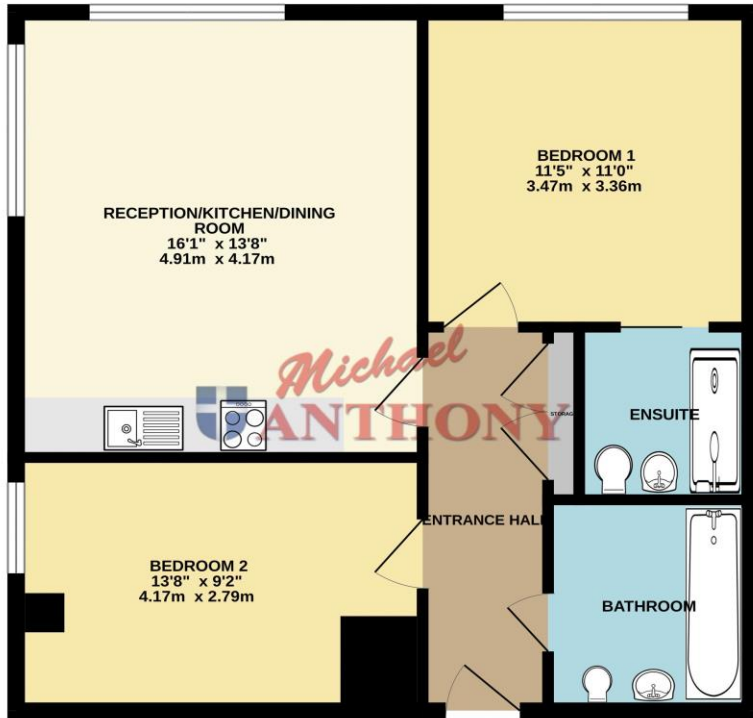 BEDROOM 1
11'5" x 11'0"
3.47m x 3.36m
RECEPTION/KITCHEN/DINING
ROOM
16'1" x 13'8"
4.91m x 4.17m
Michael
ANTHONY
STORAGE
ENSUITE
ENTRANCE HALL
BEDROOM 2
13'8" x 9'2"
4.17m x 2.79m
BATHROOM